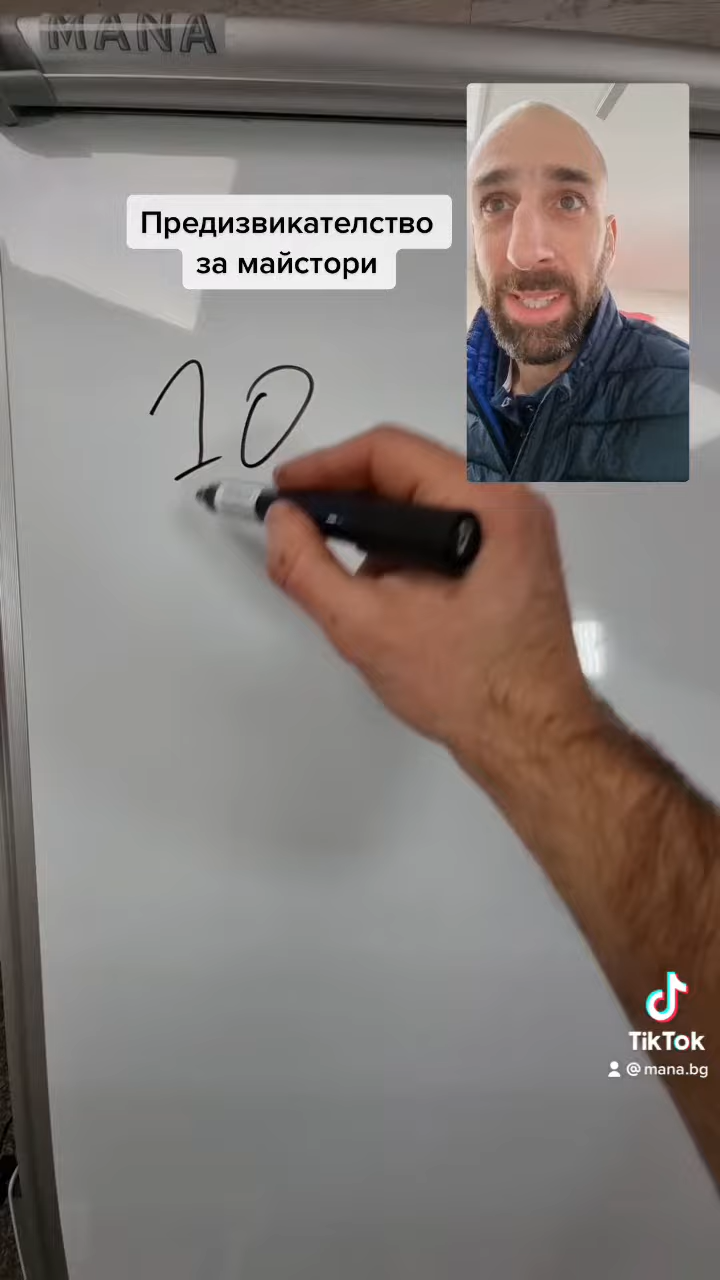 MANA
Предизвикателство
за майстори
10
TikTok
@mana.bg